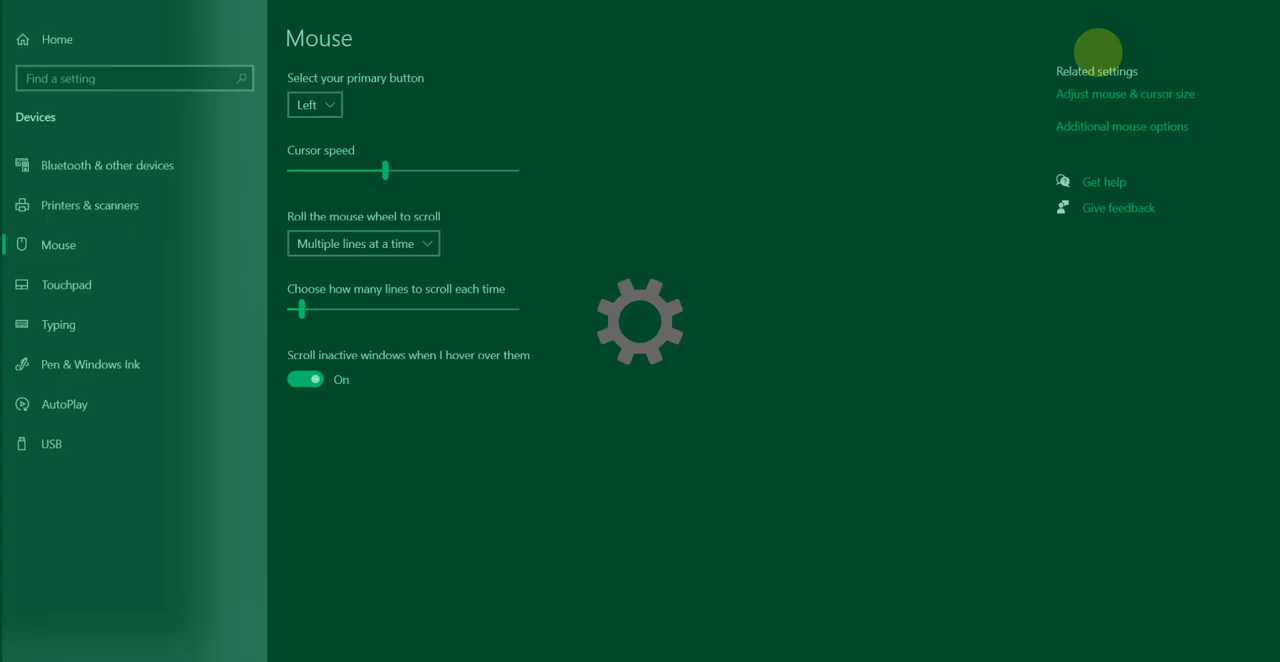 Home
Find a setting
Devices
Bluetooth & other devices
Printers & scanners
Mouse
Touchpad
Typing
Pen & Windows Ink
AutoPlay
USB
Mouse
Select your primary button
Left
Cursor speed
Roll the mouse wheel to scroll
Multiple lines at a time
Choose how many lines to scroll each time
Scroll inactive windows when I hover over them
On
Related settings
Adjust mouse & cursor size
Additional mouse options
Get help
Give feedback